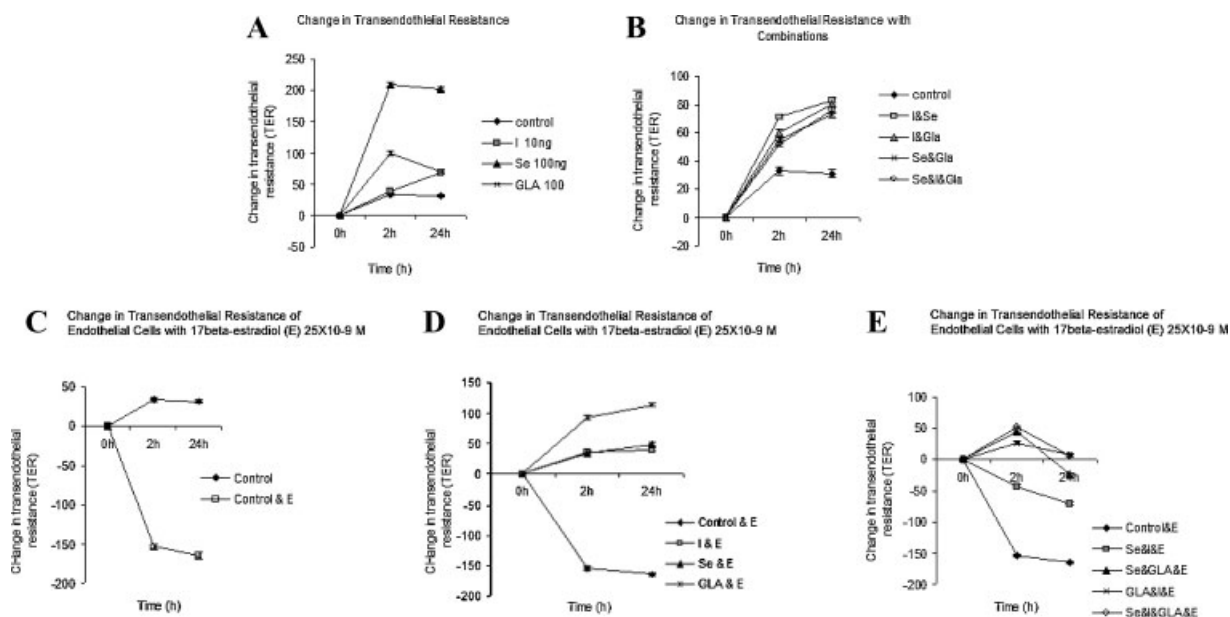 A
Change in Transendothlelial Resistance
Change in transendothelial
resistance (TER)
250
200
150
100
50
0
-50
0h
2h
24h
Time (h)
control
I 10ng
Se 100ng
GLA 100
B
Change in Transendothelial Resistance with
Combinations
Change in transendothelial
resistance (TER)
100
80
60
40
20
0
-20
0h
2h
24h
Time (h)
control
I&Se
I&Gla
Se&Gla
Se&I&Gla
C
Change in Transendothelial Resistance of
Endothelial Cells with 17beta-estradiol (E) 25X10-9 M
CHange in transendothelial
resistance (TER)
50
0
-50
-100
-150
-200
0h
2h
24h
Time (h)
Control
Control & E
D
Change in Transendothelial Resistance of
Endothelial Cells with 17beta-estradiol (E) 25X10-9 M
Change in transendothelial
resistance (TER)
150
100
50
0
-50
-100
-150
-200
0h
2h
24h
Time (h)
Control & E
I & E
Se & E
GLA & E
E
Change in Transendothelial Resistance of
Endothelial Cells with 17beta-estradiol (E) 25X10-9 M
Change in transendothelial
resistance (TER)
150
100
50
0
-50
-100
-150
-200
0h
2h
24h
Time (h)
Control&E
Se&I&E
Se&GLA&E
GLA&I&E
Se&I&GLA&E